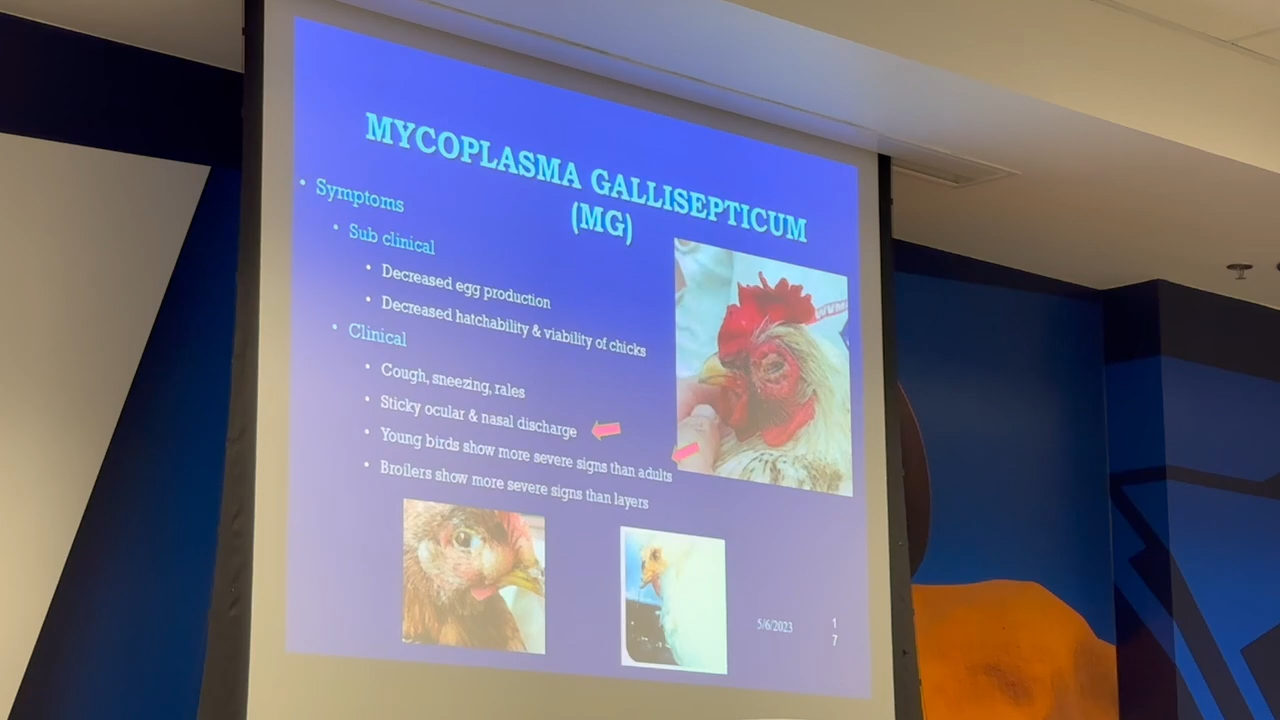 MYCOPLASMA GALLISEPTICUM
(MG)
• Symptoms
• Sub clinical
• Decreased egg production
• Decreased hatchability & viability of chicks
• Clinical
• Cough, sneezing, rales
• Sticky ocular & nasal discharge
• Young birds show more severe signs than adults
• Broilers show more severe signs than layers
5/6/2023
1
7